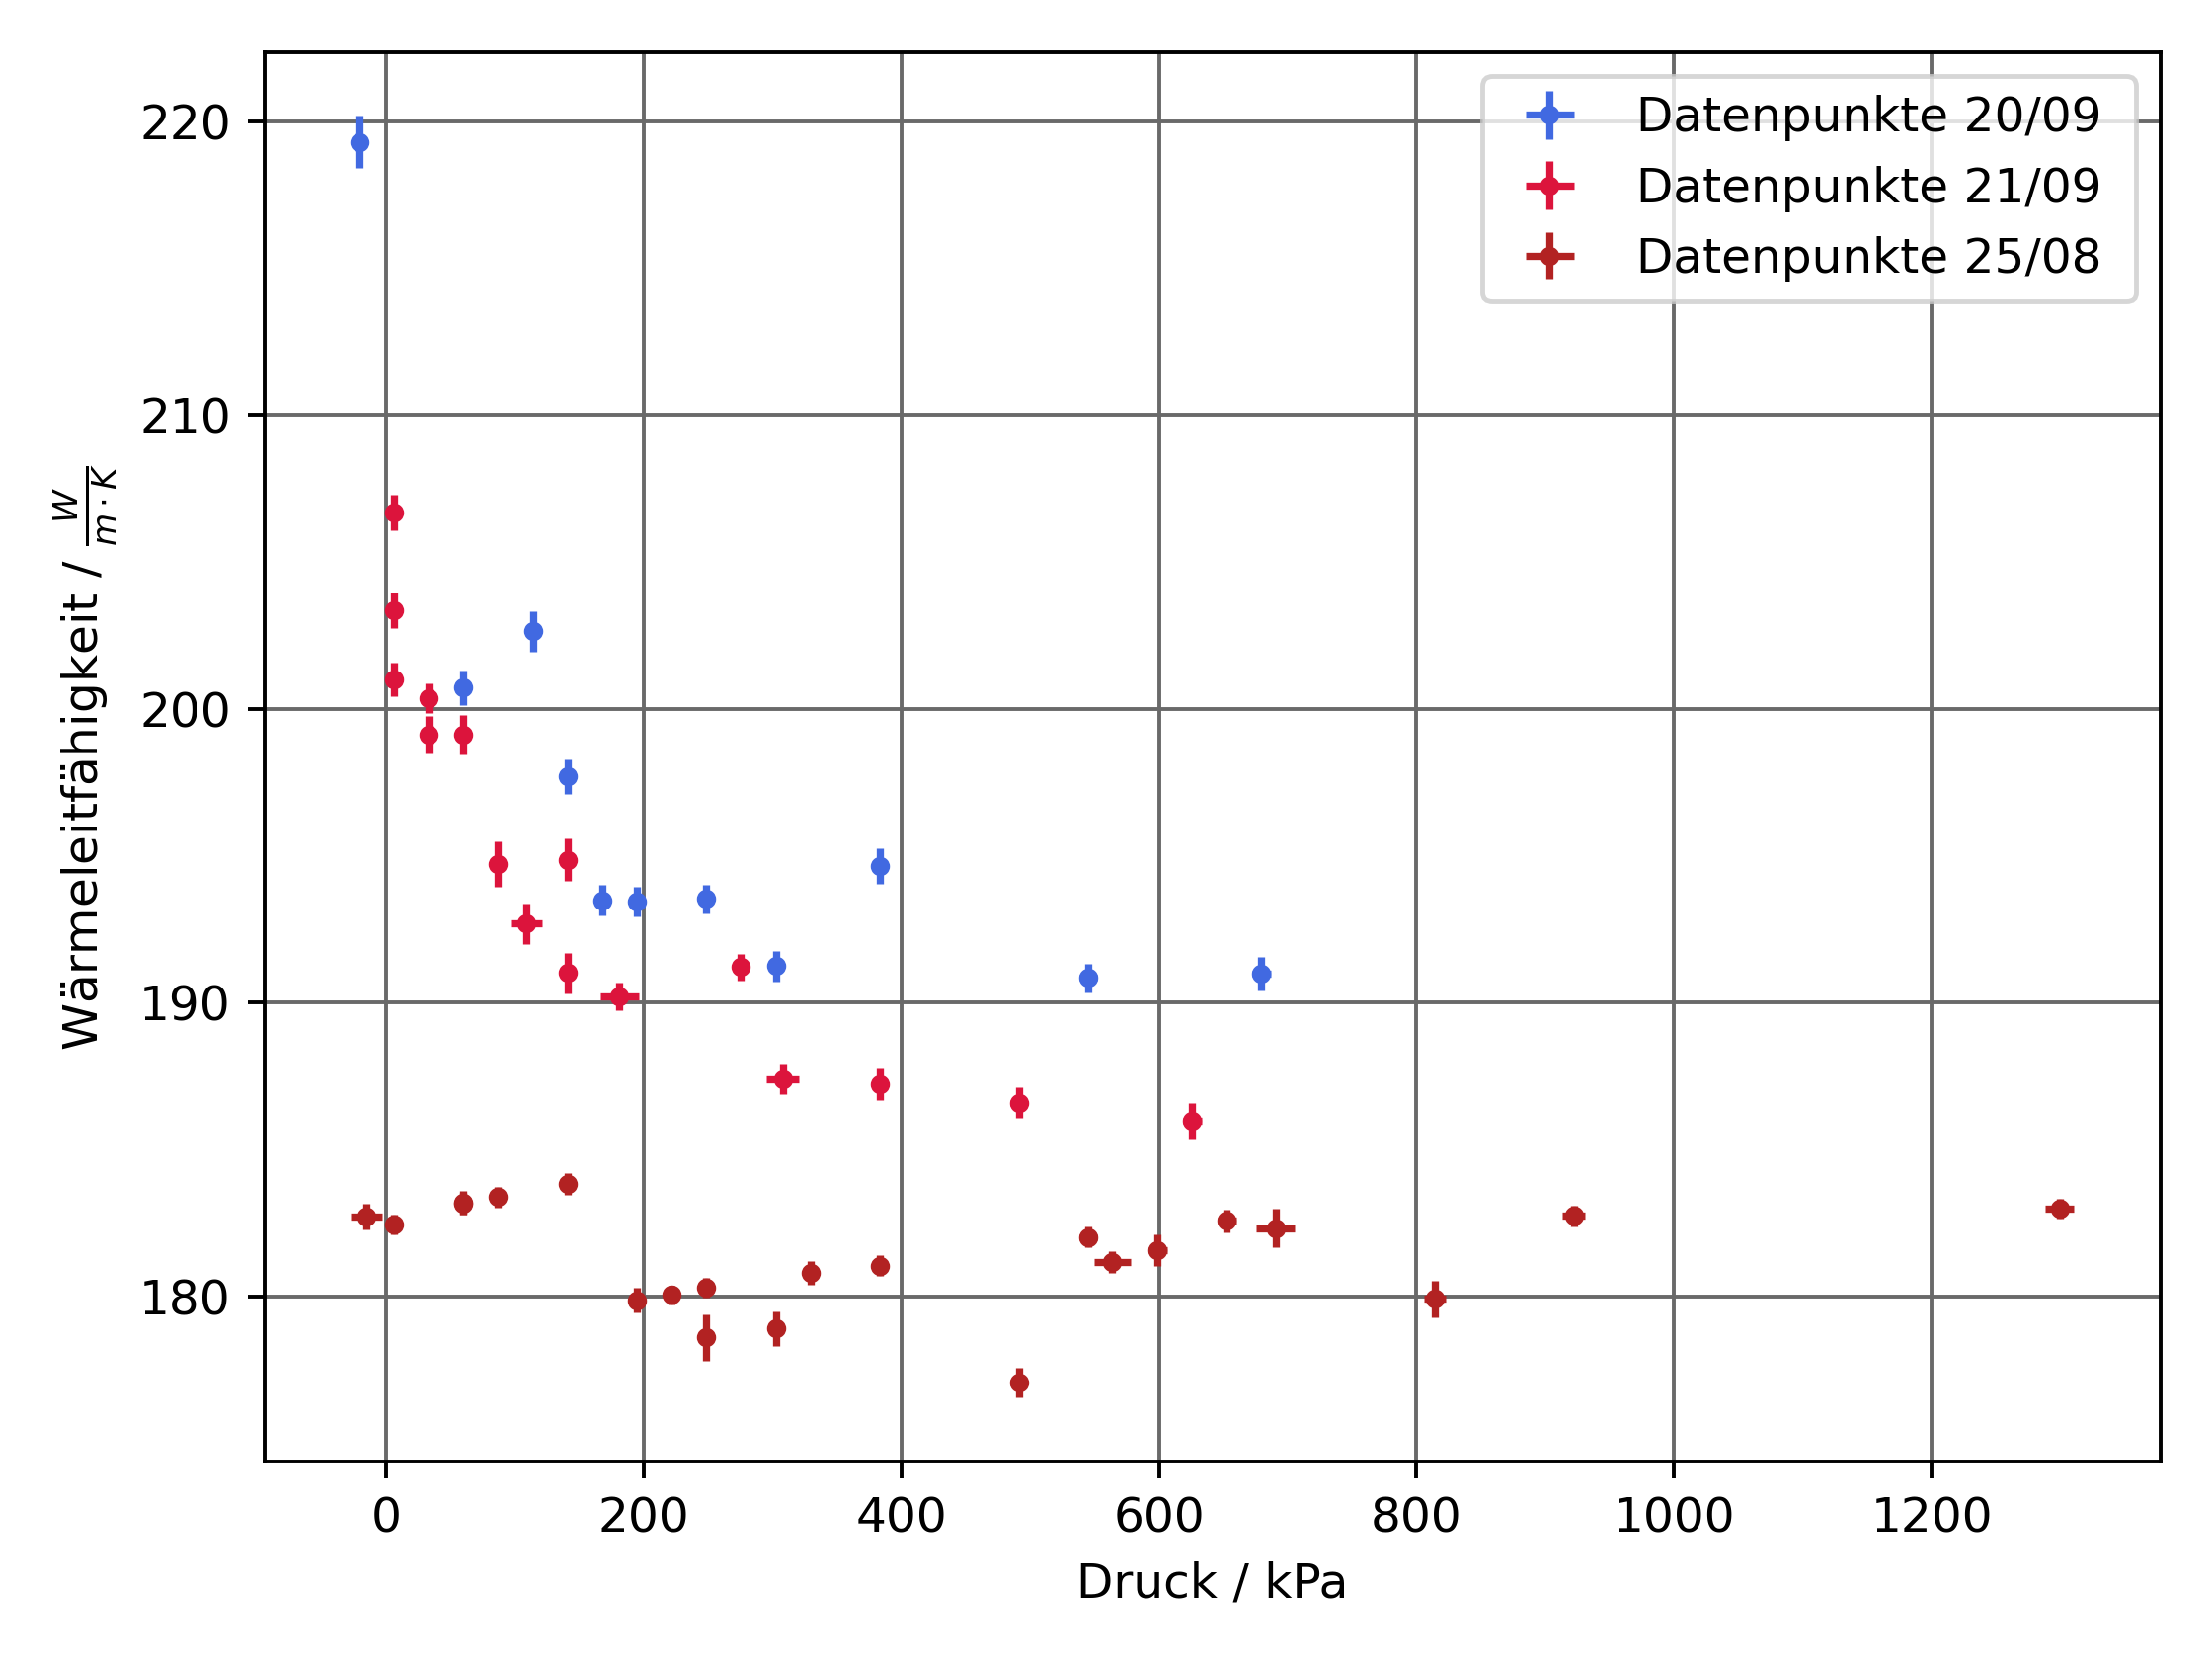 Datenpunkte 20/09
Datenpunkte 21/09
Datenpunkte 25/08
220
210
200
190
180
Wärmeleitfähigkeit / W/(m · K)
0 200 400 600 800 1000 1200
Druck / kPa